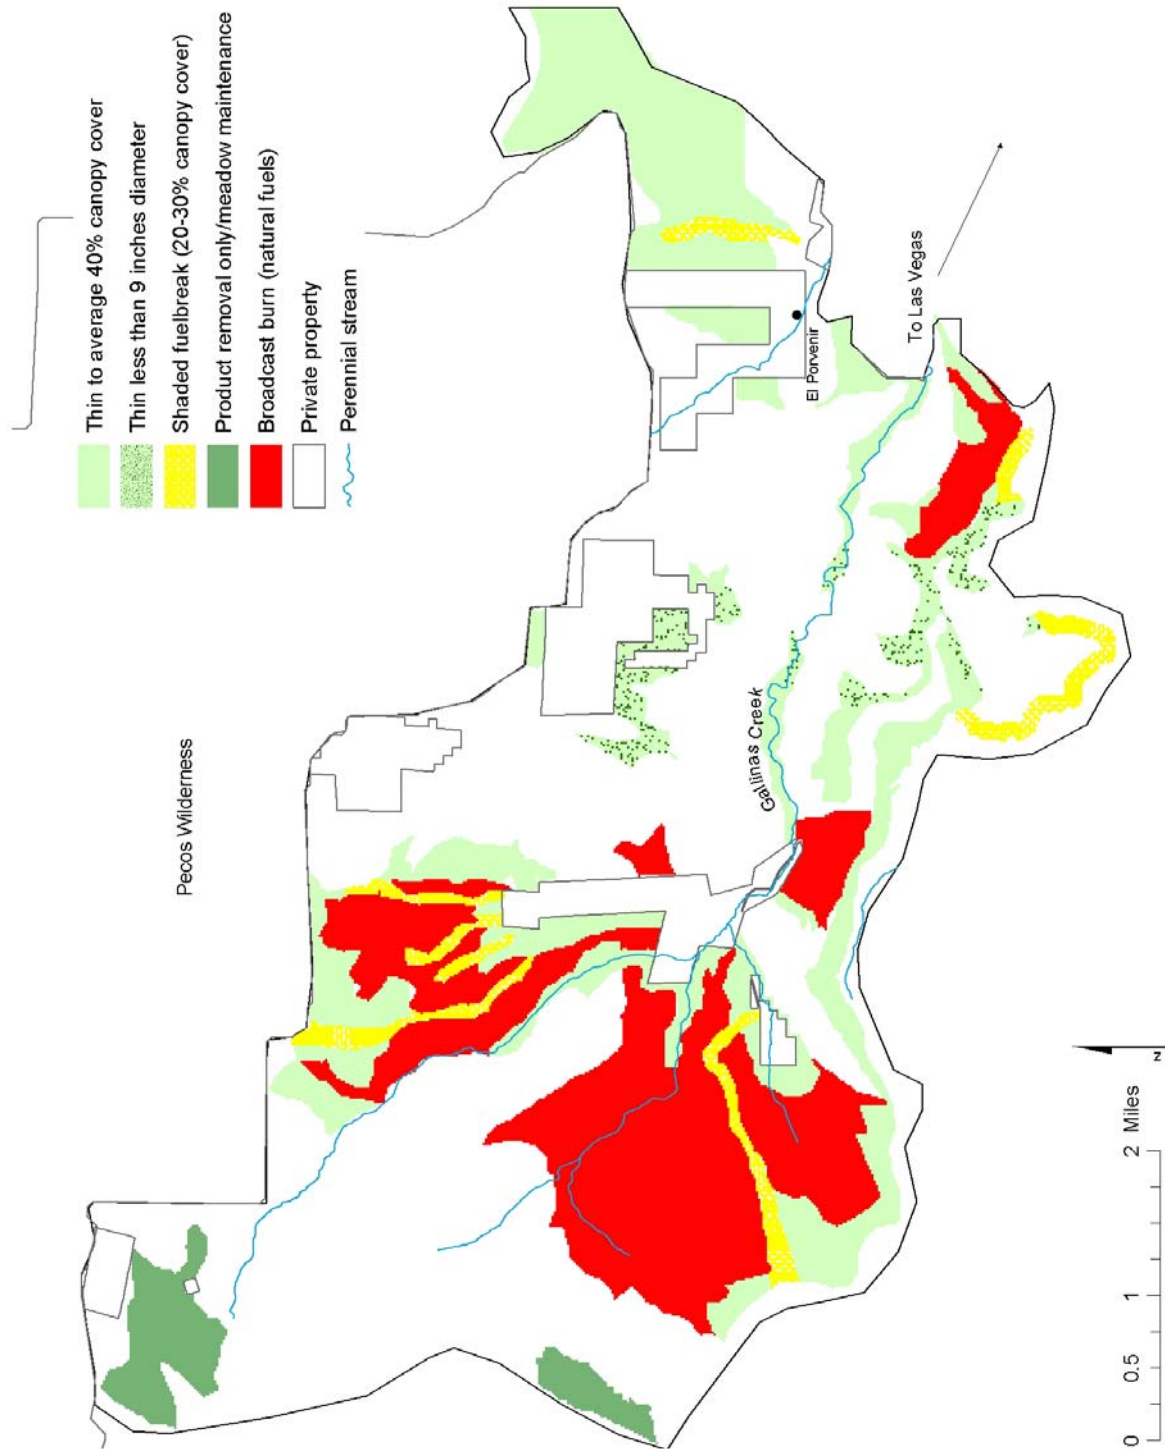 Thin to average 40% canopy cover
Thin less than 9 inches diameter
Shaded fuelbreak (20-30% canopy cover)
Product removal only/meadow maintenance
Broadcast burn (natural fuels)
Private property
Perennial stream
Pecos Wilderness
Gallinas Creek
El Porvenir
To Las Vegas
N
0 0.5 1 2 Miles